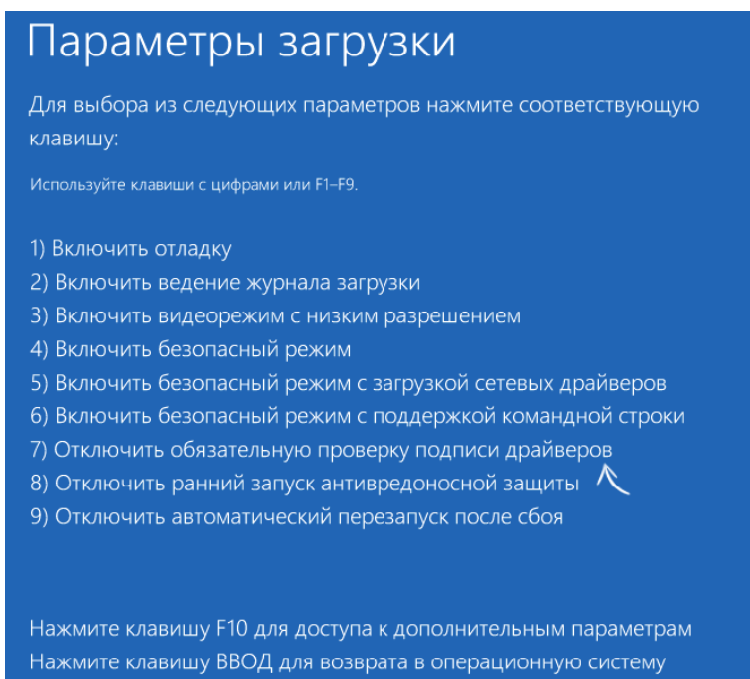 Параметры загрузки
Для выбора из следующих параметров нажмите соответствующую
клавишу:
Используйте клавиши с цифрами или F1–F9.
1) Включить отладку
2) Включить ведение журнала загрузки
3) Включить видеорежим с низким разрешением
4) Включить безопасный режим
5) Включить безопасный режим с загрузкой сетевых драйверов
6) Включить безопасный режим с поддержкой командной строки
7) Отключить обязательную проверку подписи драйверов
8) Отключить ранний запуск антивредоносной защиты
9) Отключить автоматический перезапуск после сбоя
Нажмите клавишу F10 для доступа к дополнительным параметрам
Нажмите клавишу ВВОД для возврата в операционную систему